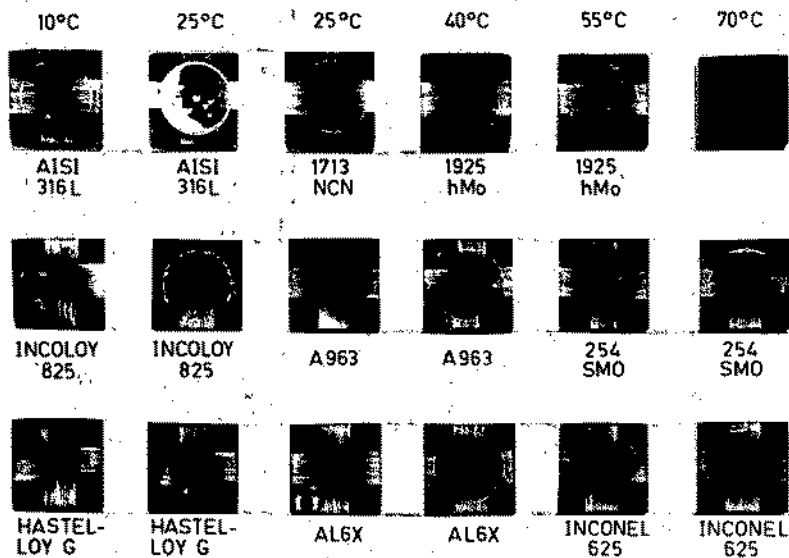 10°C 25°C 25°C 40°C 55°C 70°C
AISI AISI 1713 1925 1925
316L 316L NCN hMo hMo
INCOLOY INCOLOY A963 A963 254 254
825 825 SMO SMO
HASTEL- HASTEL- AL6X AL6X INCONEL INCONEL
LOY G LOY G 625 625